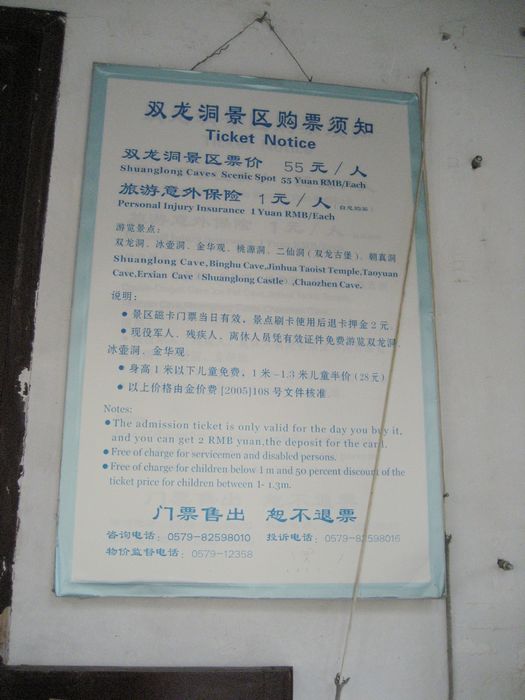 双龙洞景区购票须知
Ticket Notice
双龙洞景区票价 55元/人
Shuanglong Caves Scenic Spot 55 Yuan RMB/Each
旅游意外保险 1元/人(自愿购买)
Personal Injury Insurance 1 Yuan RMB/Each
游览景点:
双龙洞、冰壶洞、金华观、桃源洞、二仙洞(双龙古堡)、朝真洞
Shuanglong Cave,Binghu Cave,Jinhua Taoist Temple,Taoyuan
Cave,Erxian Cave (Shuanglong Castle) ,Chaozhen Cave.
说明:
● 景区磁卡门票当日有效,景点刷卡使用后退卡押金2元.
● 现役军人、残疾人、离休人员凭有效证件免费游览双龙洞、
冰壶洞、金华观.
● 身高1米以下儿童免费,1米-1.3米儿童半价(28元)
● 以上价格由金价费[2005]108号文件核准.
Notes:
● The admission ticket is only valid for the day you buy it,
and you can get 2 RMB yuan,the deposit for the card.
● Free of charge for servicemen and disabled persons.
● Free of charge for children below 1 m and 50 percent discount of the
ticket price for children between 1- 1.3m.
门票售出 恕不退票
咨询电话: 0579-82598010 投诉电话: 0579-82598016
物价监督电话: 0579-12358